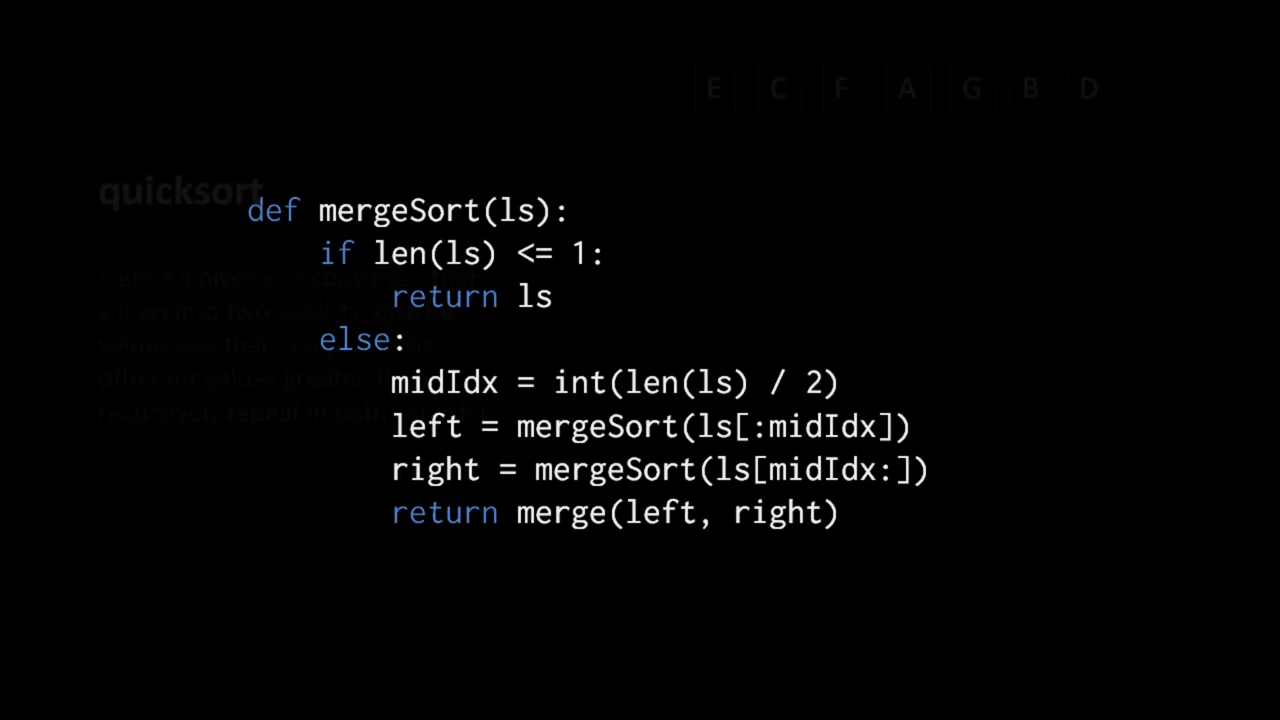 E C F A G B D
quicksort
def mergeSort(ls):
    if len(ls) <= 1:
        return ls
    else:
        midIdx = int(len(ls) / 2)
        left = mergeSort(ls[:midIdx])
        right = mergeSort(ls[midIdx:])
        return merge(left, right)